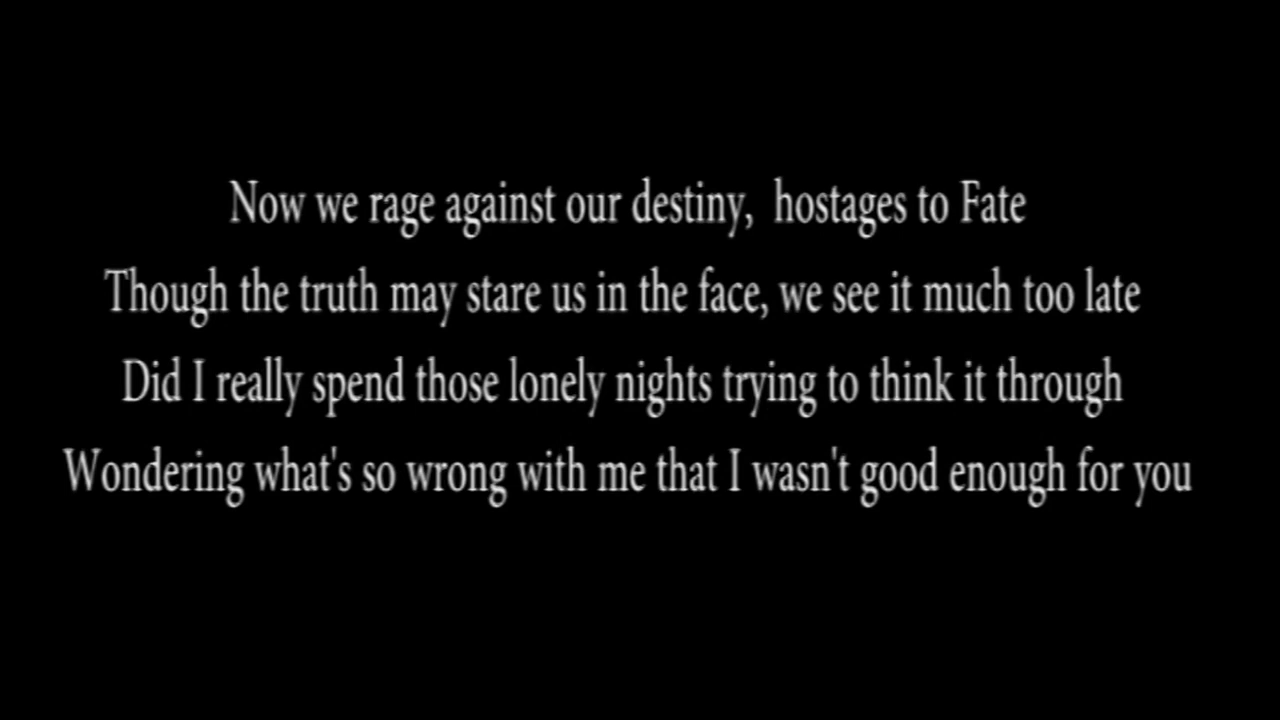 Now we rage against our destiny,  hostages to Fate
Though the truth may stare us in the face, we see it much too late
Did I really spend those lonely nights trying to think it through
Wondering what's so wrong with me that I wasn't good enough for you